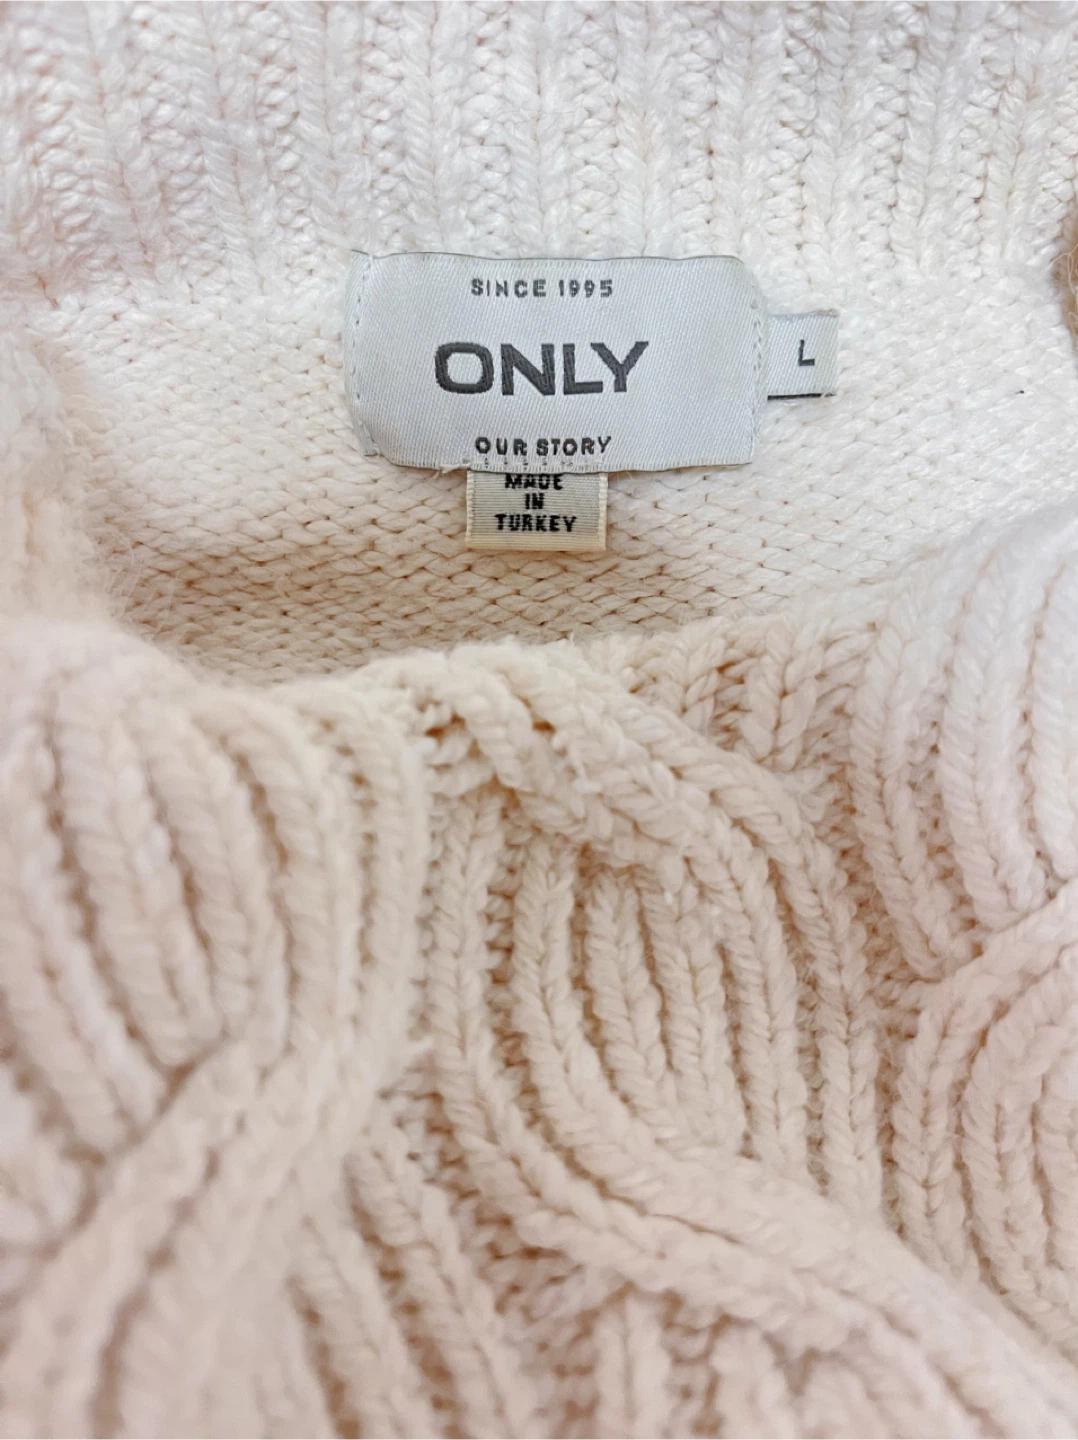 SINCE 1995
ONLY
L
OUR STORY
MADE
IN
TURKEY